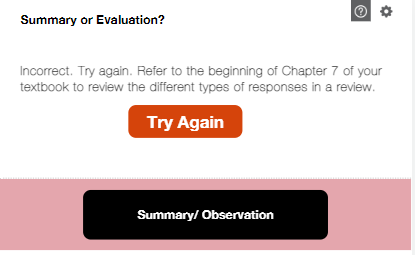 Summary or Evaluation?
Incorrect. Try again. Refer to the beginning of Chapter 7 of your
textbook to review the different types of responses in a review.
Try Again
Summary/ Observation